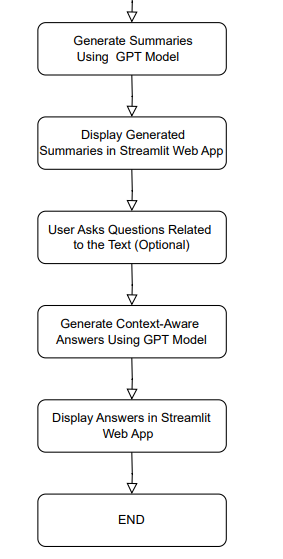 Generate Summaries
Using GPT Model
Display Generated
Summaries in Streamlit Web App
User Asks Questions Related
to the Text (Optional)
Generate Context-Aware
Answers Using GPT Model
Display Answers in Streamlit
Web App
END